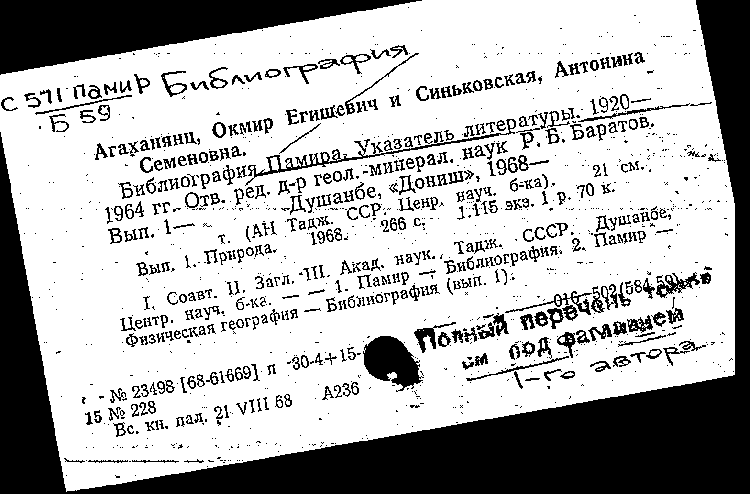 С 571 Памир Библиография
Б 59
Агаханянц, Окмир Егишевич и Синьковская, Антонина
Семеновна.
Библиография Памира. Указатель литературы. 1920—
1964 гг. Отв. ред. д-р геол.-минерал. наук Р. Б. Баратов.
Вып. 1— Душанбе, «Дониш», 1968—
т. (АН Тадж. ССР. Центр. науч. б-ка). 21 см.
Вып. 1. Природа. 1968. 266 с. 1.115 экз. 1 р. 70 к.
I. Соавт. II. Загл. III. Акад. наук. Тадж. СССР. Душанбе.
Центр. науч. б-ка. — — 1. Памир — Библиография. 2. Памир —
Физическая география — Библиография (вып. 1).
016—502(584.59)
Полный перечень только
см под фамилией
1-го автора
№ 23498 [68-61669] п 30-4+15-
15 № 228 А236
Вс. кн. пал. 21 VIII 68